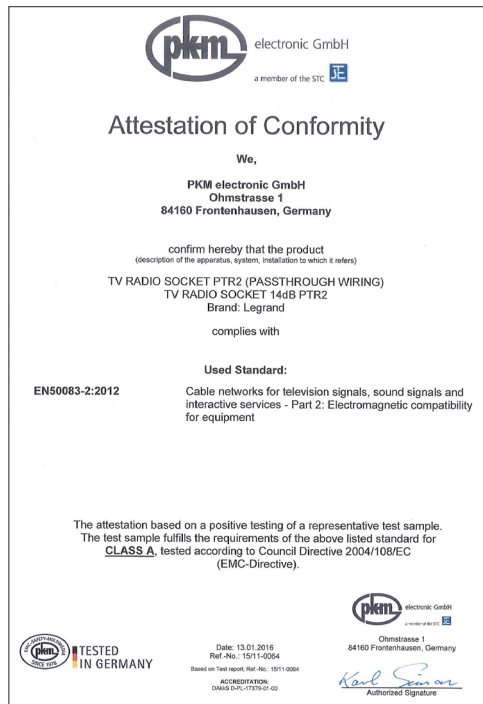 pkm
electronic GmbH
a member of the STC
Attestation of Conformity
We,
PKM electronic GmbH
Ohmstrasse 1
84160 Frontenhausen, Germany
confirm hereby that the product
(description of the apparatus, system, installation to which it refers)
TV RADIO SOCKET PTR2 (PASSTHROUGH WIRING)
TV RADIO SOCKET 14dB PTR2
Brand: Legrand
complies with
Used Standard:
EN50083-2:2012 Cable networks for television signals, sound signals and
interactive services - Part 2: Electromagnetic compatibility
for equipment
The attestation based on a positive testing of a representative test sample.
The test sample fulfills the requirements of the above listed standard for
CLASS A, tested according to Council Directive 2004/108/EC
(EMC-Directive).
pkm
electronic GmbH
a member of the STC
Ohmstrasse 1
84160 Frontenhausen, Germany
EMC-SAFETY-MULTIMEDIA
pkm
SINCE 1978
TESTED
IN GERMANY
Date: 13.01.2016
Ref.-No.: 15/11-0064
Based on Test report, Ref.-No.: 15/11-0064
ACCREDITATION:
DAkkS D-PL-17379-01-00
Karl
Authorized Signature